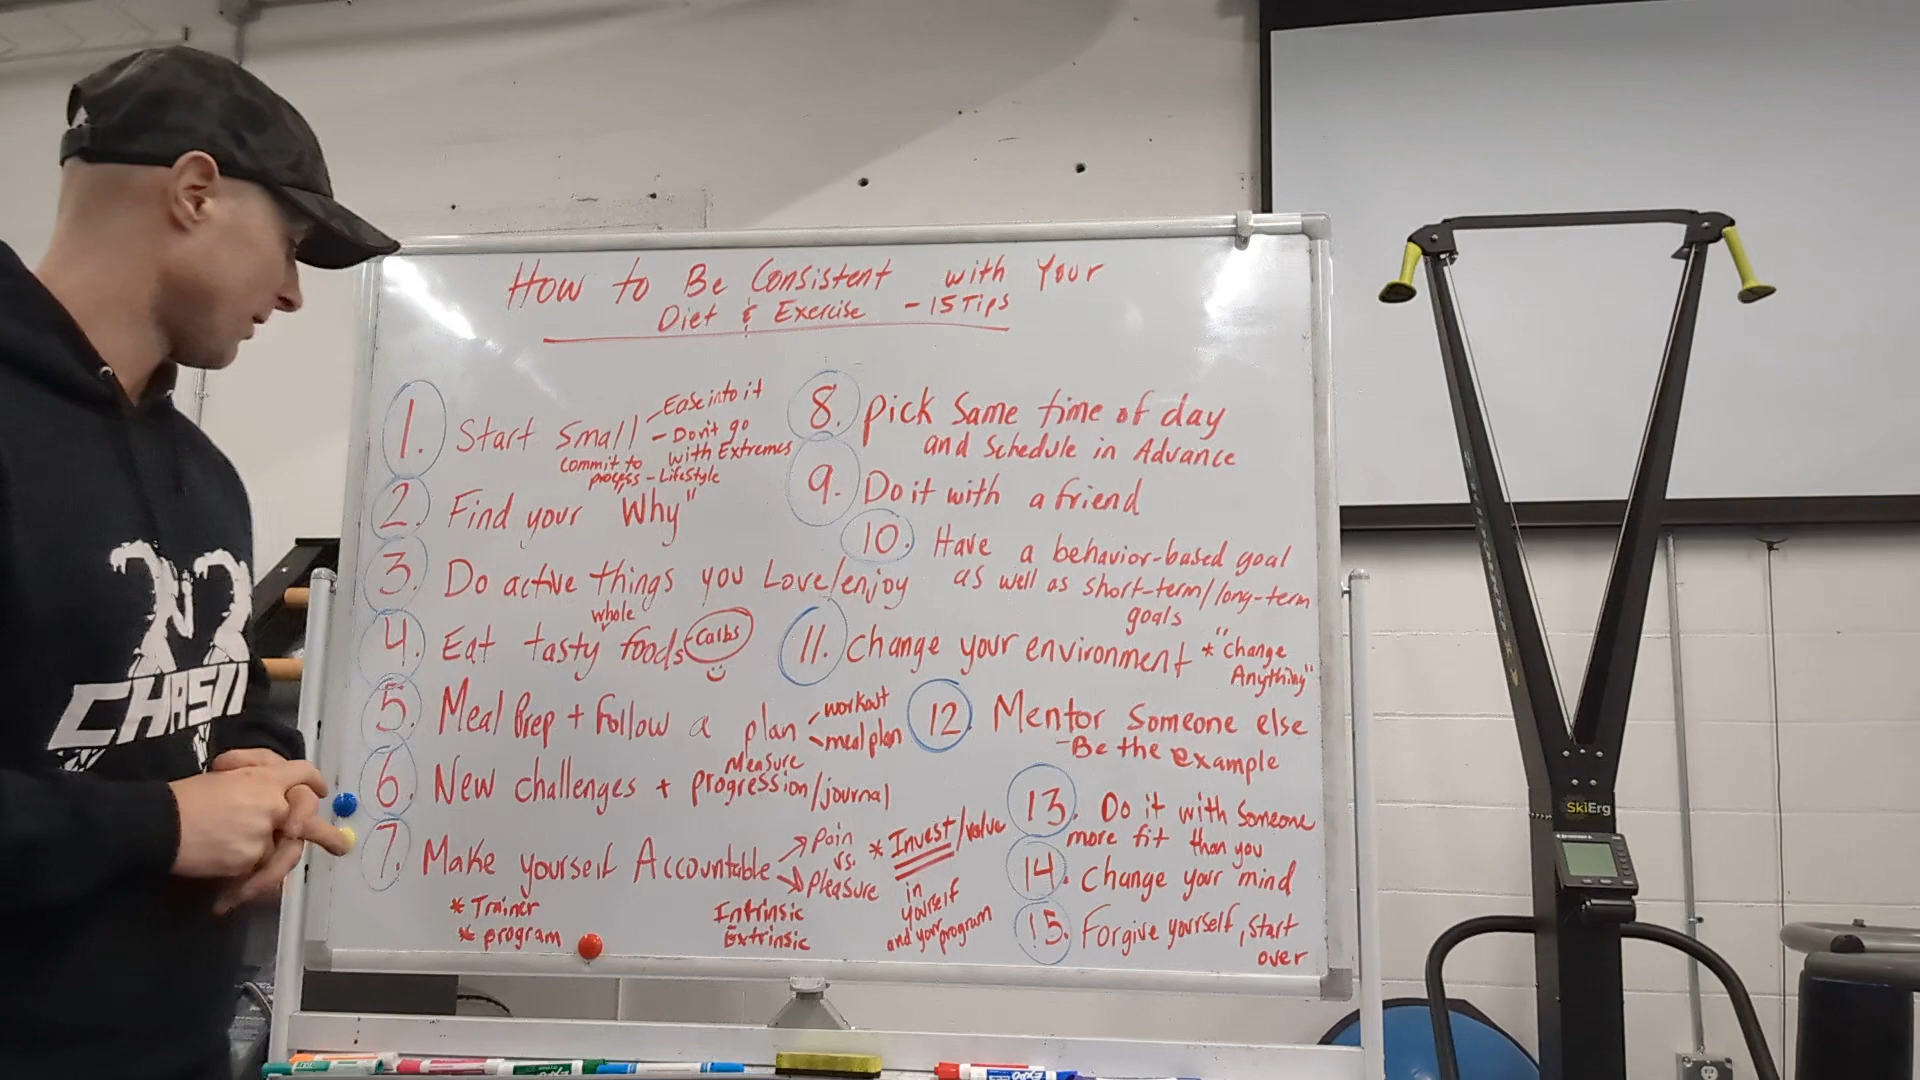 How to Be Consistent with Your
Diet & Exercise - 15 Tips
1. Start Small - Ease into it
- Don't go
with Extremes
Commit to
process - Lifestyle
2. Find your "Why"
3. Do active things you Love/enjoy
4. Eat tasty whole foods Carbs
5. Meal Prep + Follow a plan - workout
- meal plan
6. New challenges + Measure
progression/journal
7. Make yourself Accountable → Pain
vs.
→ Pleasure
* Invest/value
in
yourself
and your program
* Trainer
* program
Intrinsic
Extrinsic
8. Pick Same time of day
and Schedule in Advance
9. Do it with a friend
10. Have a behavior-based goal
as well as short-term/long-term
goals
11. Change your environment * "Change
Anything"
12. Mentor Someone else
- Be the example
13. Do it with Someone
more fit than you
14. Change your mind
15. Forgive yourself, start
over
CHASIN
SkiErg
EXPO